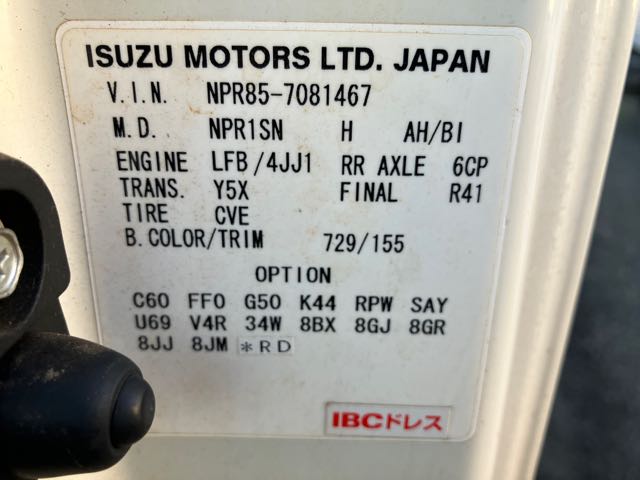 ISUZU MOTORS LTD. JAPAN
V.I.N. NPR85-7081467
M.D. NPR1SN H AH/BI
ENGINE LFB/4JJ1 RR AXLE 6CP
TRANS. Y5X FINAL R41
TIRE CVE
B.COLOR/TRIM 729/155
OPTION
C60 FF0 G50 K44 RPW SAY
U69 V4R 34W 8BX 8GJ 8GR
8JJ 8JM *RD
IBCドレス